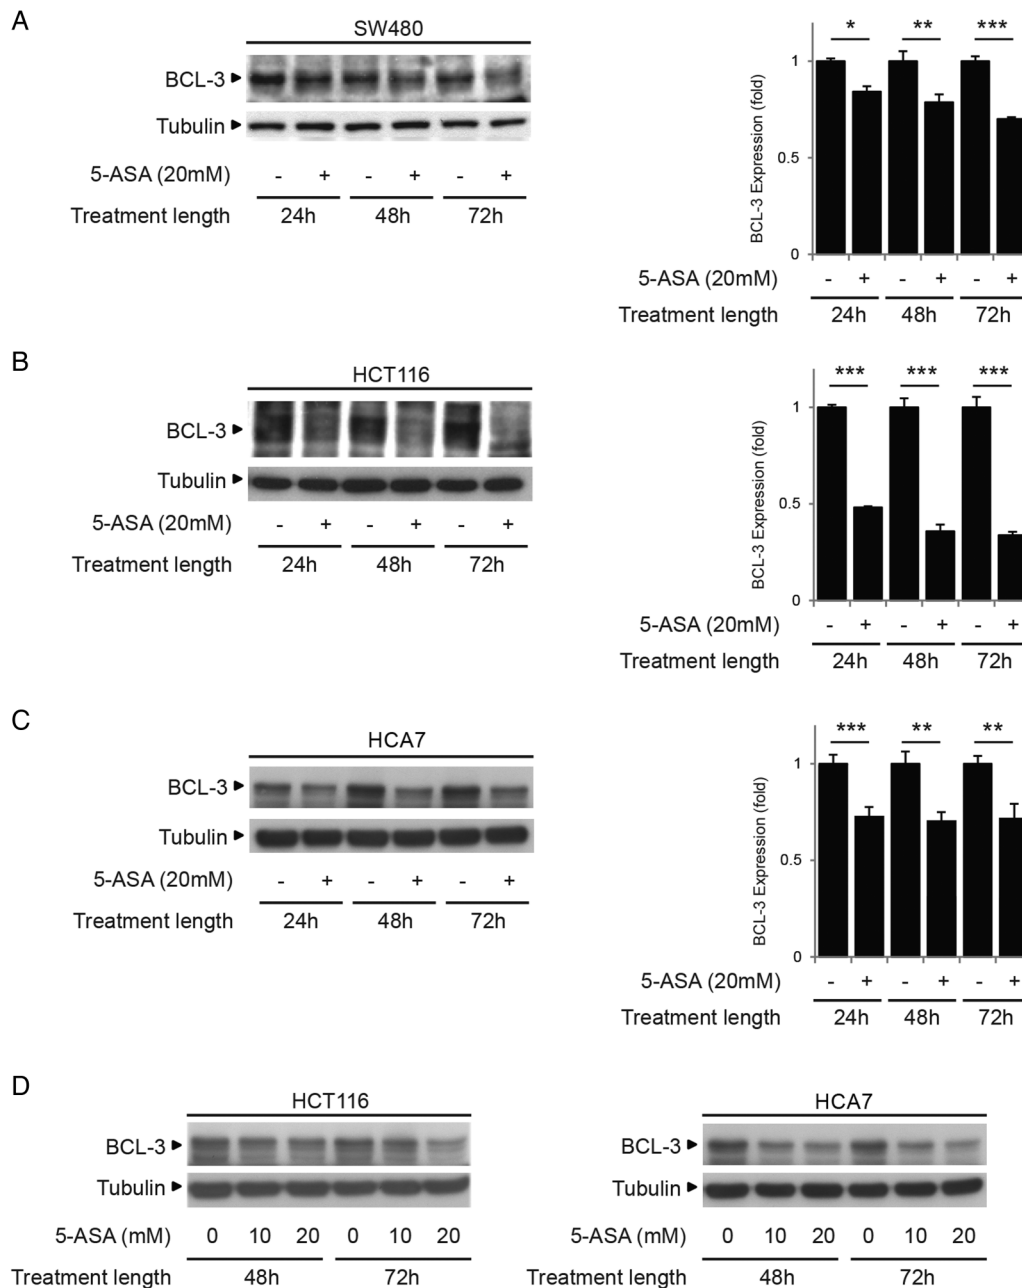 A
SW480
BCL-3
Tubulin
5-ASA (20mM) - + - + - +
Treatment length 24h 48h 72h
* ** ***
1
0.5
0
BCL-3 Expression (fold)
5-ASA (20mM) - + - + - +
Treatment length 24h 48h 72h
B
HCT116
BCL-3
Tubulin
5-ASA (20mM) - + - + - +
Treatment length 24h 48h 72h
*** *** ***
1
0.5
0
BCL-3 Expression (fold)
5-ASA (20mM) - + - + - +
Treatment length 24h 48h 72h
C
HCA7
BCL-3
Tubulin
5-ASA (20mM) - + - + - +
Treatment length 24h 48h 72h
*** ** **
1
0.5
0
BCL-3 Expression (fold)
5-ASA (20mM) - + - + - +
Treatment length 24h 48h 72h
D
HCT116
BCL-3
Tubulin
5-ASA (mM) 0 10 20 0 10 20
Treatment length 48h 72h
HCA7
BCL-3
Tubulin
5-ASA (mM) 0 10 20 0 10 20
Treatment length 48h 72h